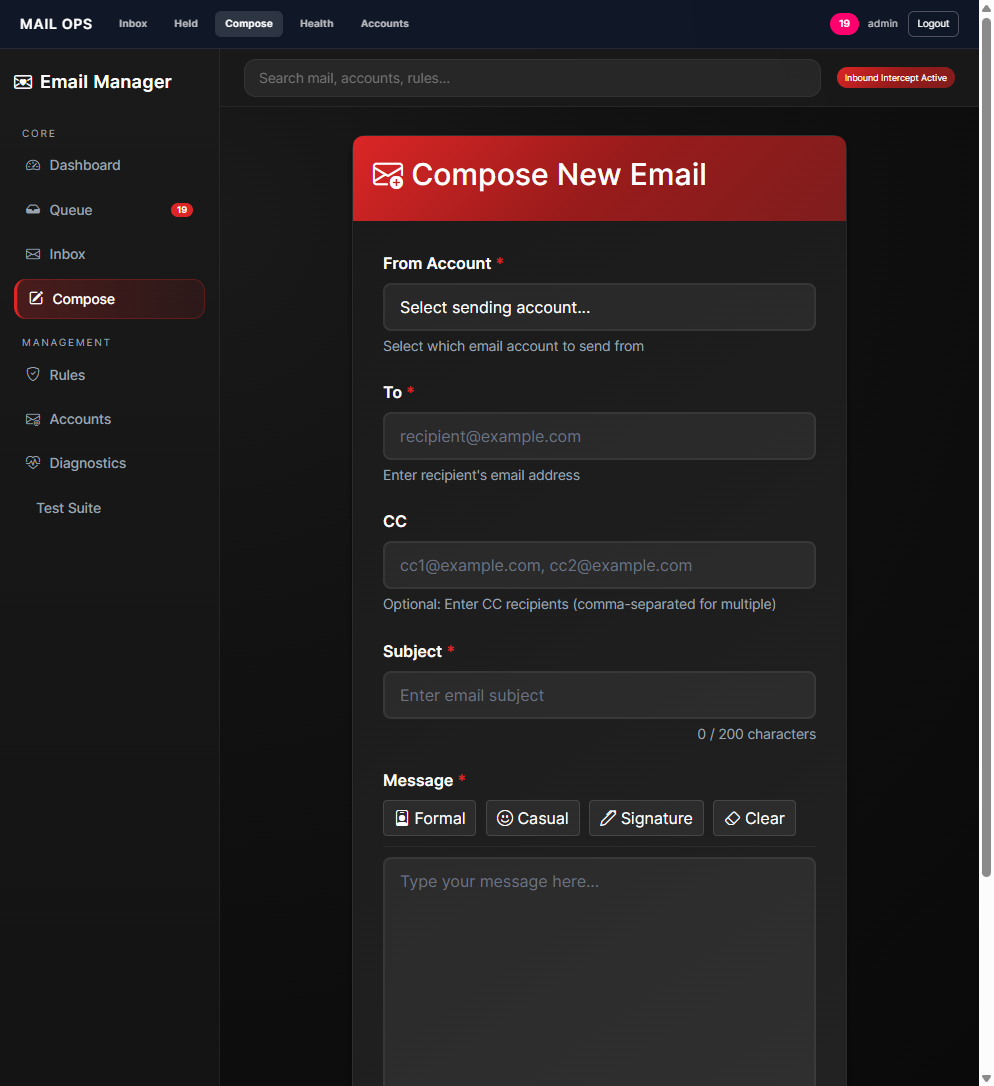 MAIL OPS Inbox Held Compose Health Accounts 19 admin Logout
Email Manager
Search mail, accounts, rules...
Inbound Intercept Active
CORE
Dashboard
Queue 19
Inbox
Compose
MANAGEMENT
Rules
Accounts
Diagnostics
Test Suite
Compose New Email
From Account *
Select sending account...
Select which email account to send from
To *
recipient@example.com
Enter recipient's email address
CC
cc1@example.com, cc2@example.com
Optional: Enter CC recipients (comma-separated for multiple)
Subject *
Enter email subject
0 / 200 characters
Message *
Formal Casual Signature Clear
Type your message here...